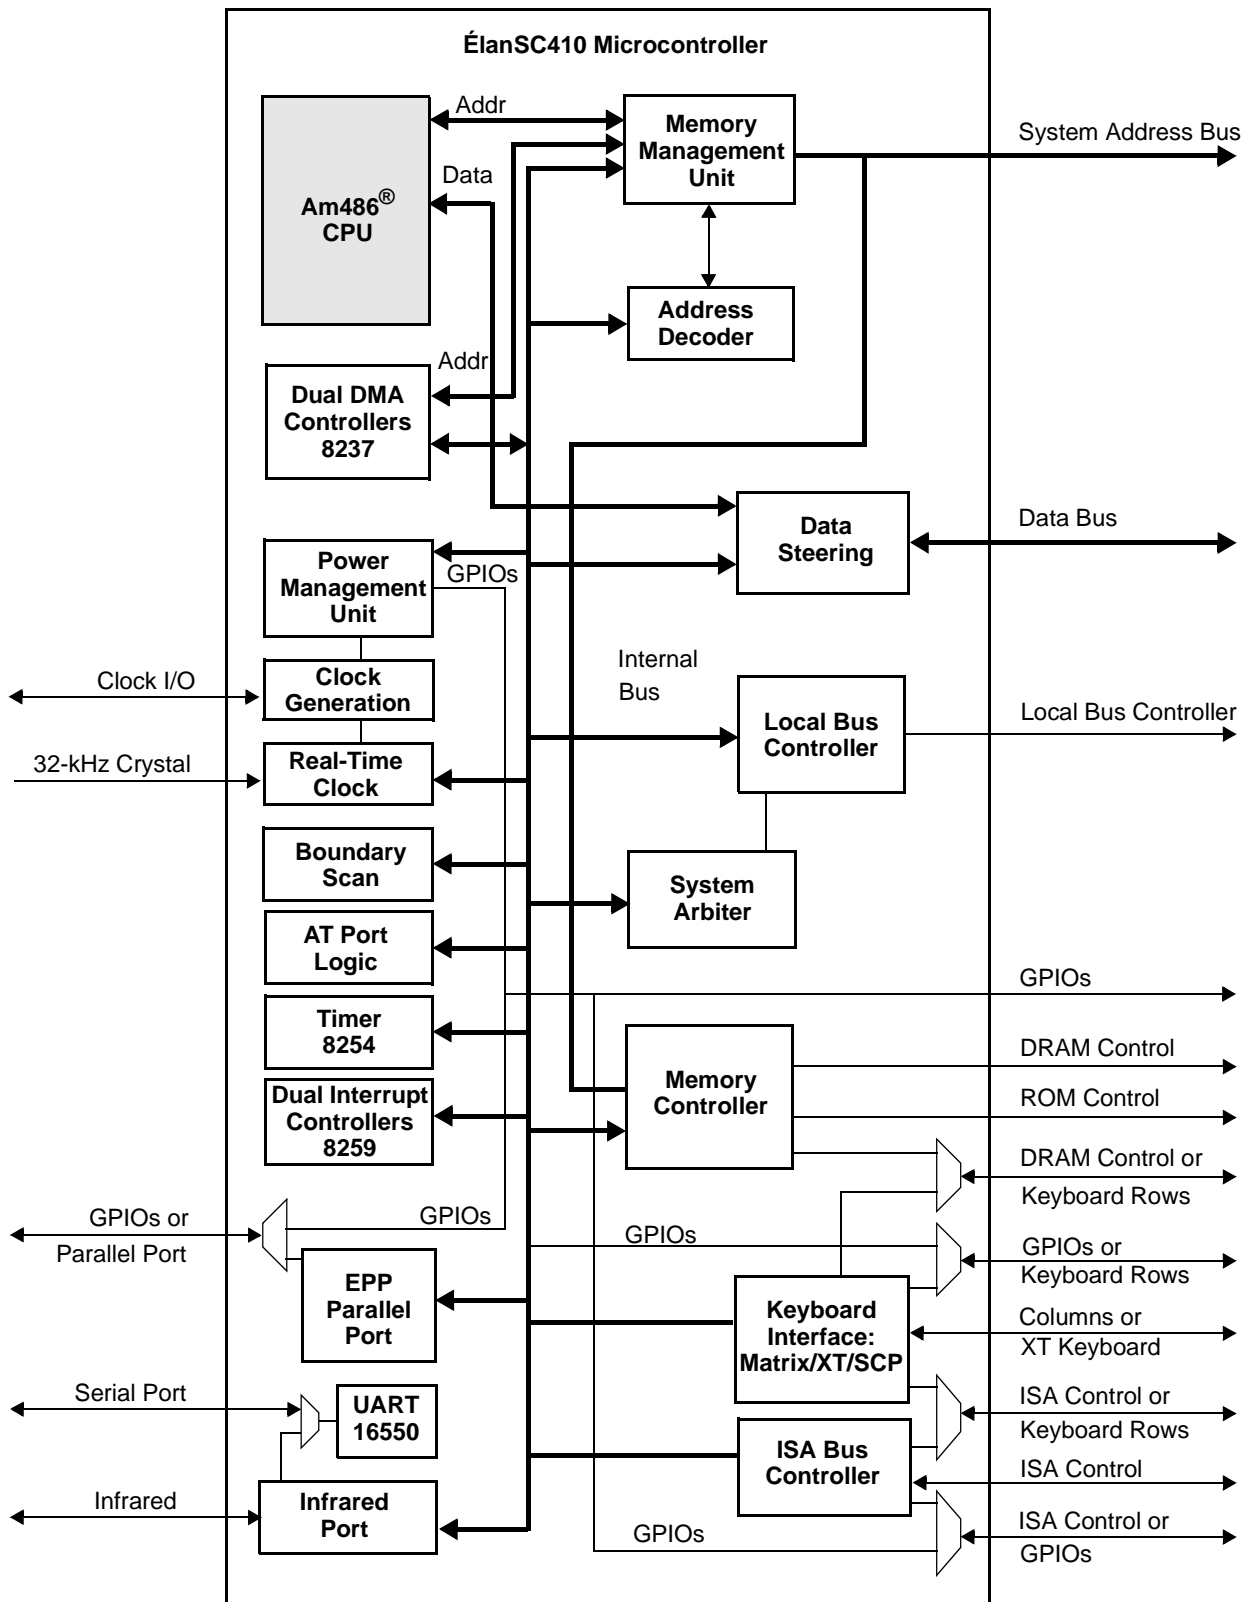 ÉlanSC410 Microcontroller
Addr
Memory
Management
Unit
System Address Bus
Data
Am486®
CPU
Address
Decoder
Addr
Dual DMA
Controllers
8237
Data
Steering
Data Bus
Power
Management
Unit
GPIOs
Clock I/O
Clock
Generation
Internal
Bus
Local Bus
Controller
Local Bus Controller
32-kHz Crystal
Real-Time
Clock
Boundary
Scan
System
Arbiter
AT Port
Logic
GPIOs
Timer
8254
Memory
Controller
DRAM Control
ROM Control
Dual Interrupt
Controllers
8259
DRAM Control or
Keyboard Rows
GPIOs or
Parallel Port
GPIOs
GPIOs
GPIOs or
Keyboard Rows
EPP
Parallel
Port
Keyboard
Interface:
Matrix/XT/SCP
Columns or
XT Keyboard
Serial Port
UART
16550
ISA Control or
Keyboard Rows
ISA Bus
Controller
ISA Control
Infrared
Infrared
Port
GPIOs
ISA Control or
GPIOs